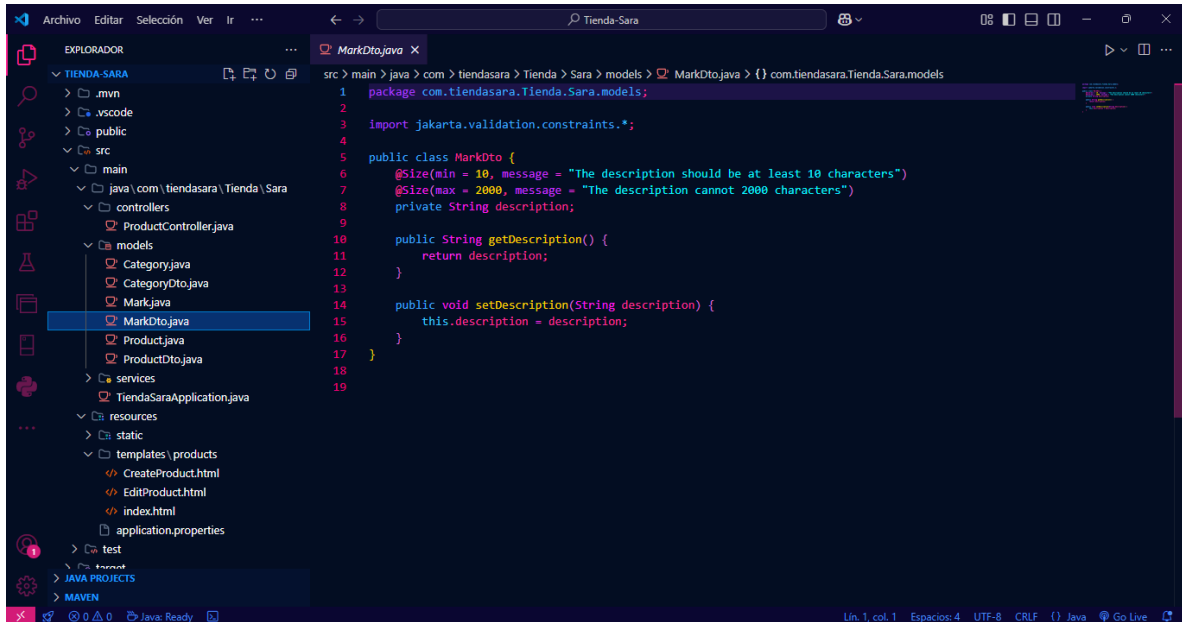 Archivo Editar Selección Ver Ir ··· Tienda-Sara
EXPLORADOR ···
TIENDA-SARA
.mvn
.vscode
public
src
main
java\com\tiendasara\Tienda\Sara
controllers
ProductController.java
models
Category.java
CategoryDto.java
Mark.java
MarkDto.java
Product.java
ProductDto.java
services
TiendaSaraApplication.java
resources
static
templates\products
CreateProduct.html
EditProduct.html
index.html
application.properties
test
target
JAVA PROJECTS
MAVEN
1
MarkDto.java
src > main > java > com > tiendasara > Tienda > Sara > models > MarkDto.java > {} com.tiendasara.Tienda.Sara.models
1 package com.tiendasara.Tienda.Sara.models;
2
3 import jakarta.validation.constraints.*;
4
5 public class MarkDto {
6 @Size(min = 10, message = "The description should be at least 10 characters")
7 @Size(max = 2000, message = "The description cannot 2000 characters")
8 private String description;
9
10 public String getDescription() {
11 return description;
12 }
13
14 public void setDescription(String description) {
15 this.description = description;
16 }
17 }
18
19
0 0 Java: Ready Lín. 1, col. 1 Espacios: 4 UTF-8 CRLF {} Java Go Live